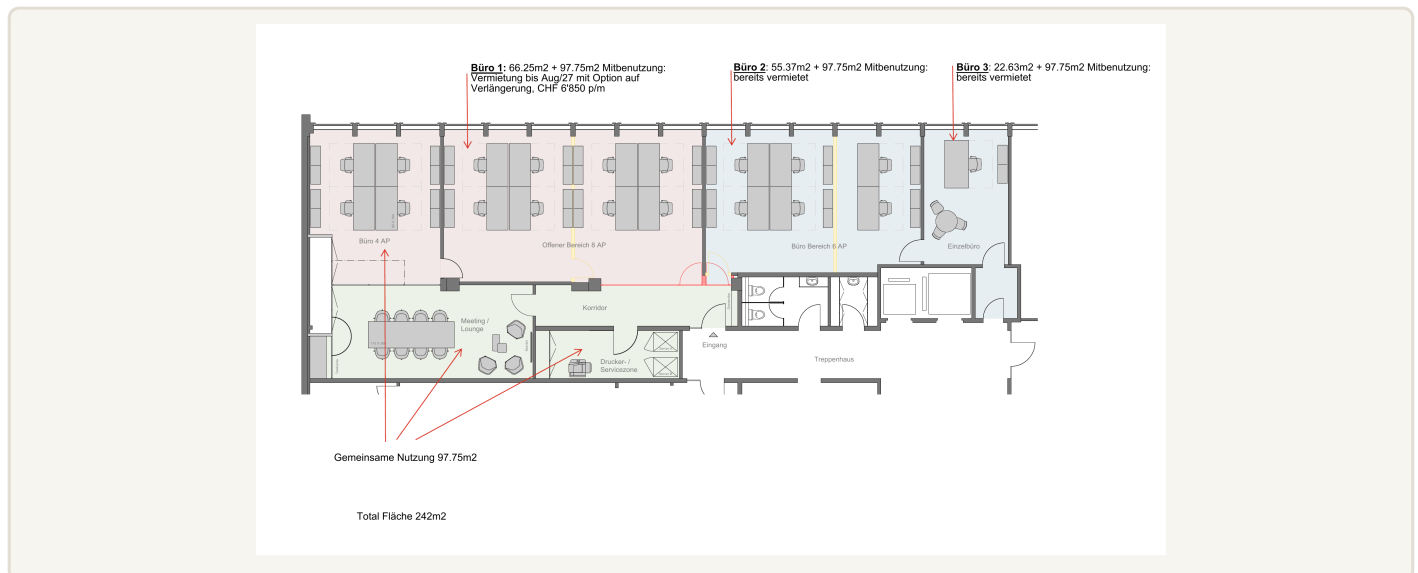 Büro 1: 66.25m2 + 97.75m2 Mitbenutzung:
Vermietung bis Aug/27 mit Option auf
Verlängerung, CHF 6'850 p/m
Büro 2: 55.37m2 + 97.75m2 Mitbenutzung:
bereits vermietet
Büro 3: 22.63m2 + 97.75m2 Mitbenutzung:
bereits vermietet
Büro 4 AP
Offener Bereich 8 AP
Büro Bereich 6 AP
Einzelbüro
Korridor
Meeting /
Lounge
Drucker- /
Servicezone
Eingang
Treppenhaus
Gemeinsame Nutzung 97.75m2
Total Fläche 242m2